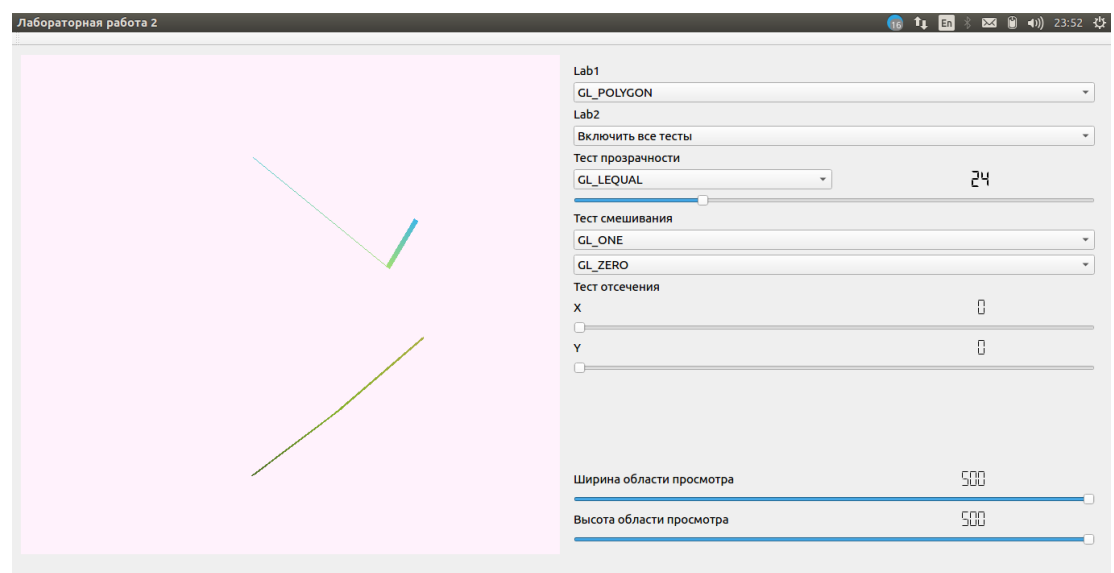 Лабораторная работа 2
16 En 23:52
Lab1
GL_POLYGON
Lab2
Включить все тесты
Тест прозрачности
GL_LEQUAL 24
Тест смешивания
GL_ONE
GL_ZERO
Тест отсечения
X 0
Y 0
Ширина области просмотра 500
Высота области просмотра 500